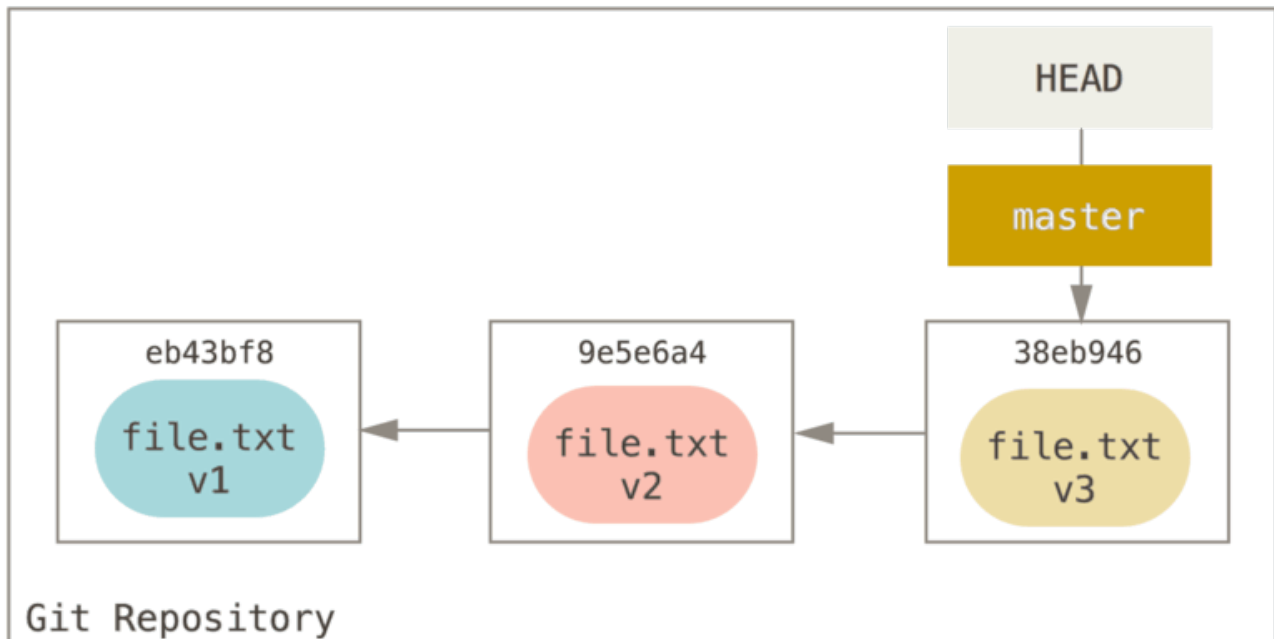 HEAD
master
eb43bf8
file.txt
v1
9e5e6a4
file.txt
v2
38eb946
file.txt
v3
Git Repository